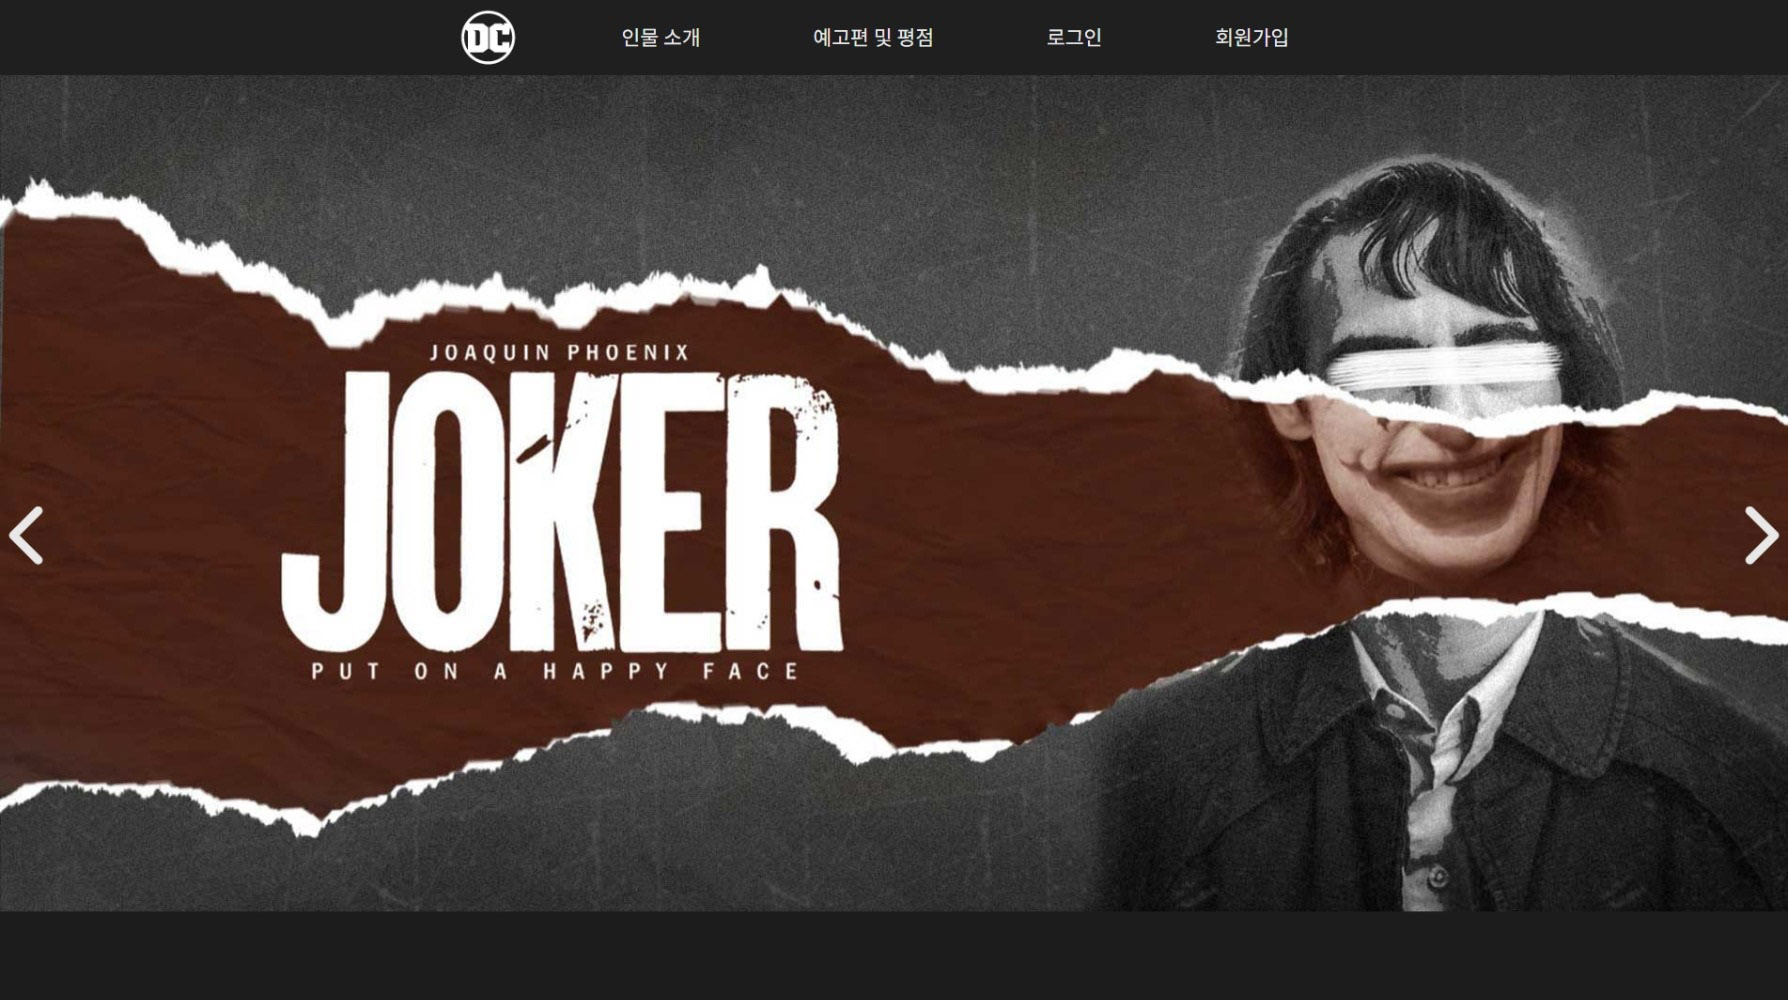 DC
인물 소개
예고편 및 평점
로그인
회원가입
JOAQUIN PHOENIX
JOKER
PUT ON A HAPPY FACE